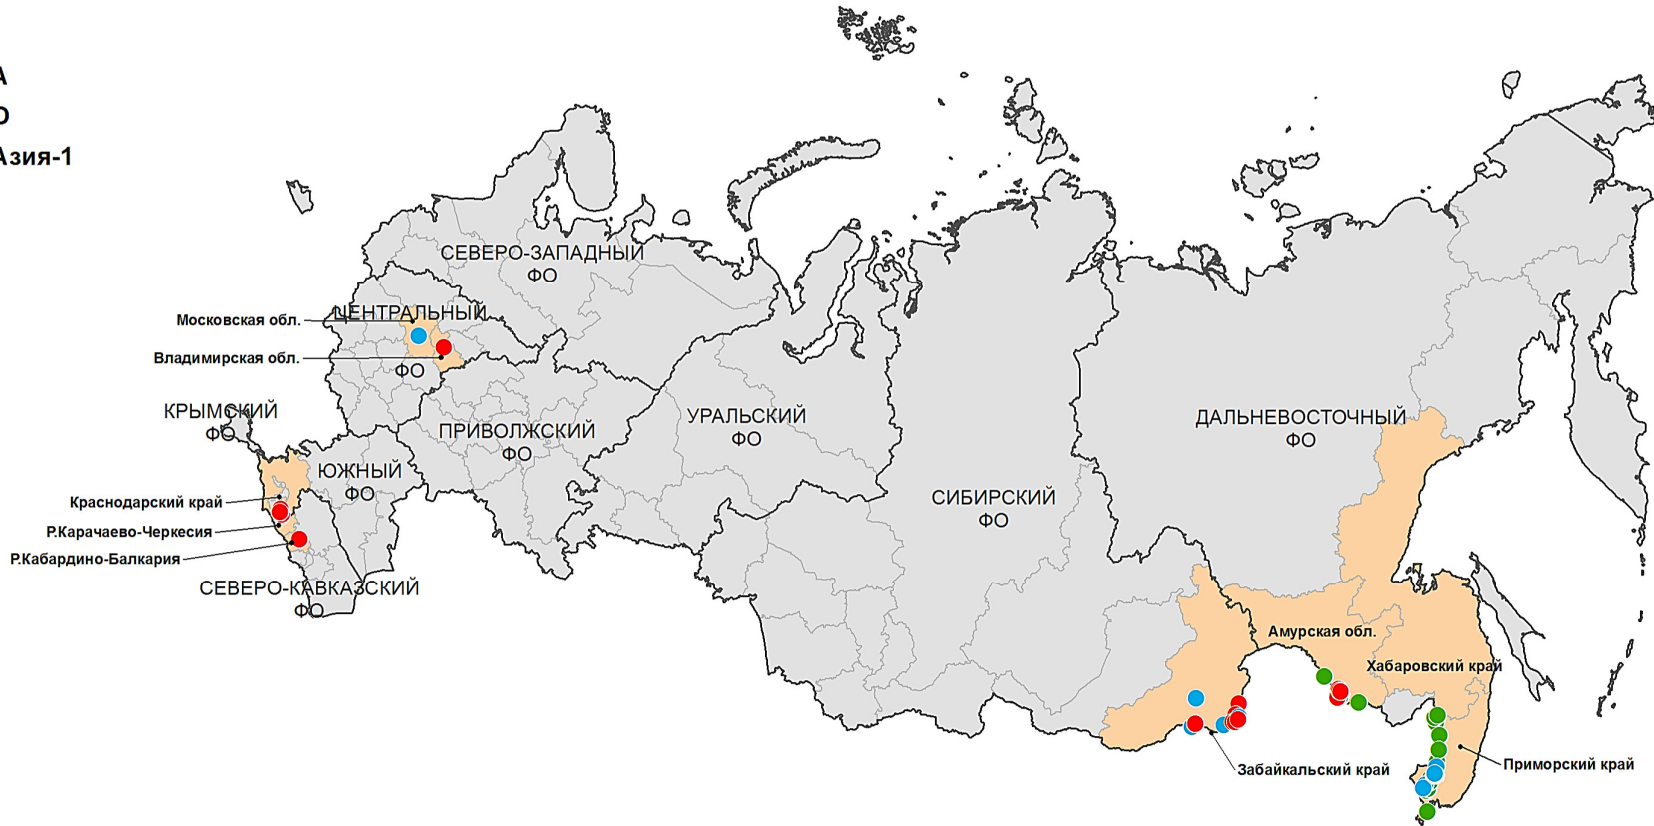 А
О
Азия-1
СЕВЕРО-ЗАПАДНЫЙ
ФО
ЦЕНТРАЛЬНЫЙ
Московская обл.
Владимирская обл.
ФО
КРЫМСКИЙ
ФО
ПРИВОЛЖСКИЙ
ФО
УРАЛЬСКИЙ
ФО
ДАЛЬНЕВОСТОЧНЫЙ
ФО
ЮЖНЫЙ
ФО
СИБИРСКИЙ
ФО
Краснодарский край
Р.Карачаево-Черкесия
Р.Кабардино-Балкария
СЕВЕРО-КАВКАЗСКИЙ
ФО
Амурская обл.
Хабаровский край
Забайкальский край
Приморский край